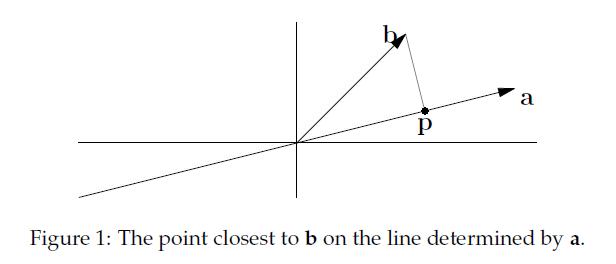 b
a
p
Figure 1: The point closest to b on the line determined by a.